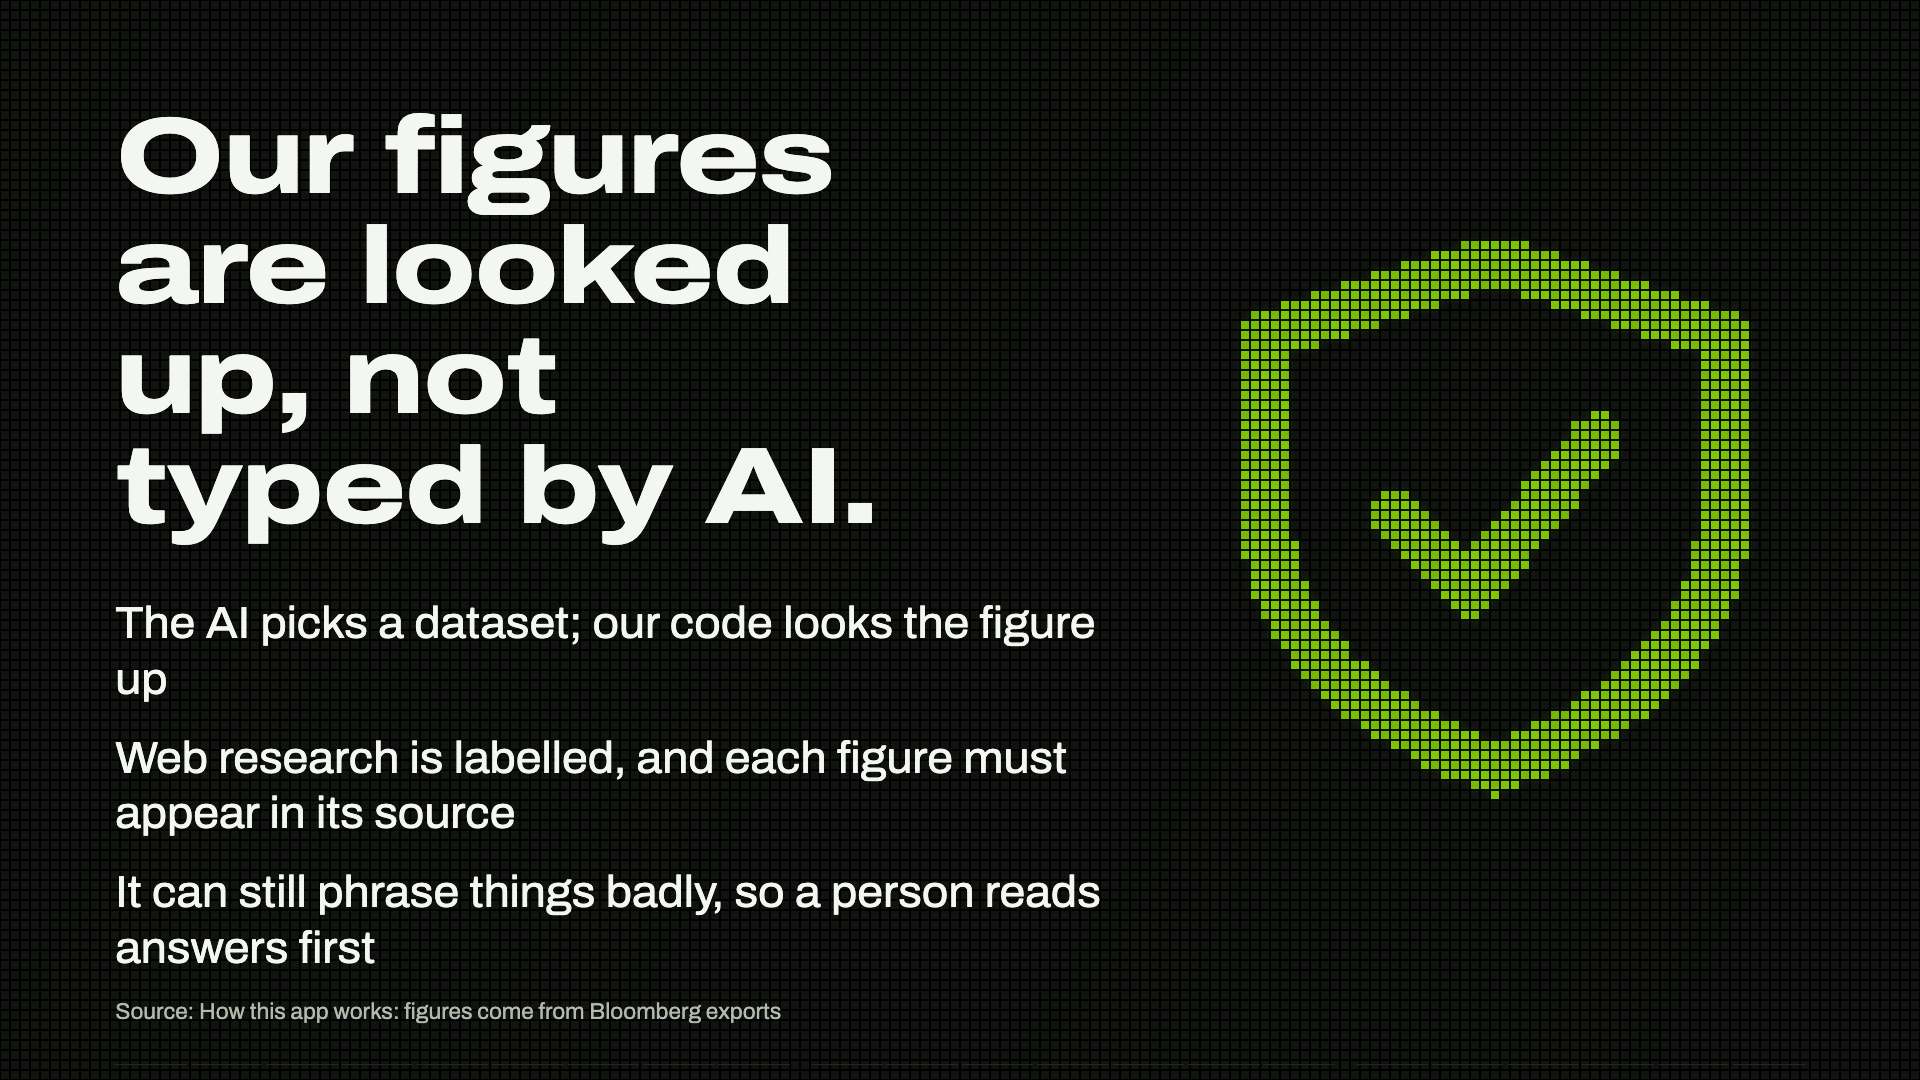 Our figures
are looked
up, not
typed by AI.
The AI picks a dataset; our code looks the figure
up
Web research is labelled, and each figure must
appear in its source
It can still phrase things badly, so a person reads
answers first
Source: How this app works: figures come from Bloomberg exports